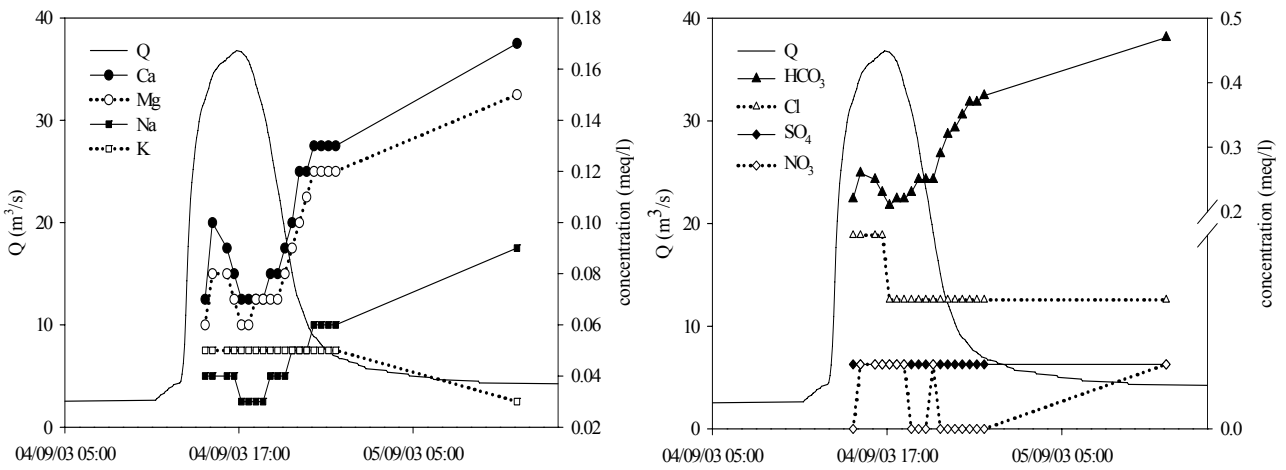 40
30
20
10
0
Q (m³/s)
Q
Ca
Mg
Na
K
0.18
0.16
0.14
0.12
0.10
0.08
0.06
0.04
0.02
concentration (meq/l)
04/09/03 05:00
04/09/03 17:00
05/09/03 05:00
40
30
20
10
0
Q (m³/s)
Q
HCO₃
Cl
SO₄
NO₃
0.5
0.4
0.3
0.2
0.0
concentration (meq/l)
04/09/03 05:00
04/09/03 17:00
05/09/03 05:00